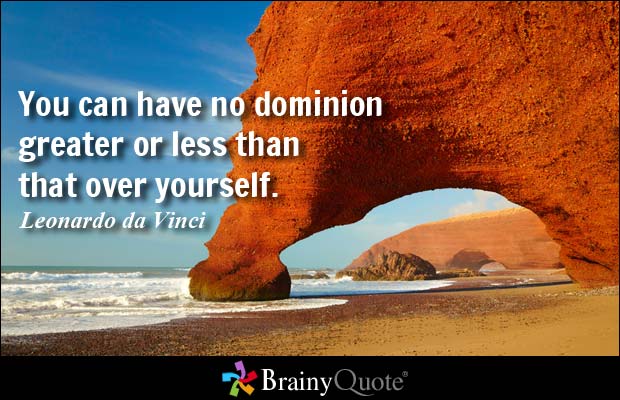 You can have no dominion
greater or less than
that over yourself.
Leonardo da Vinci
BrainyQuote®